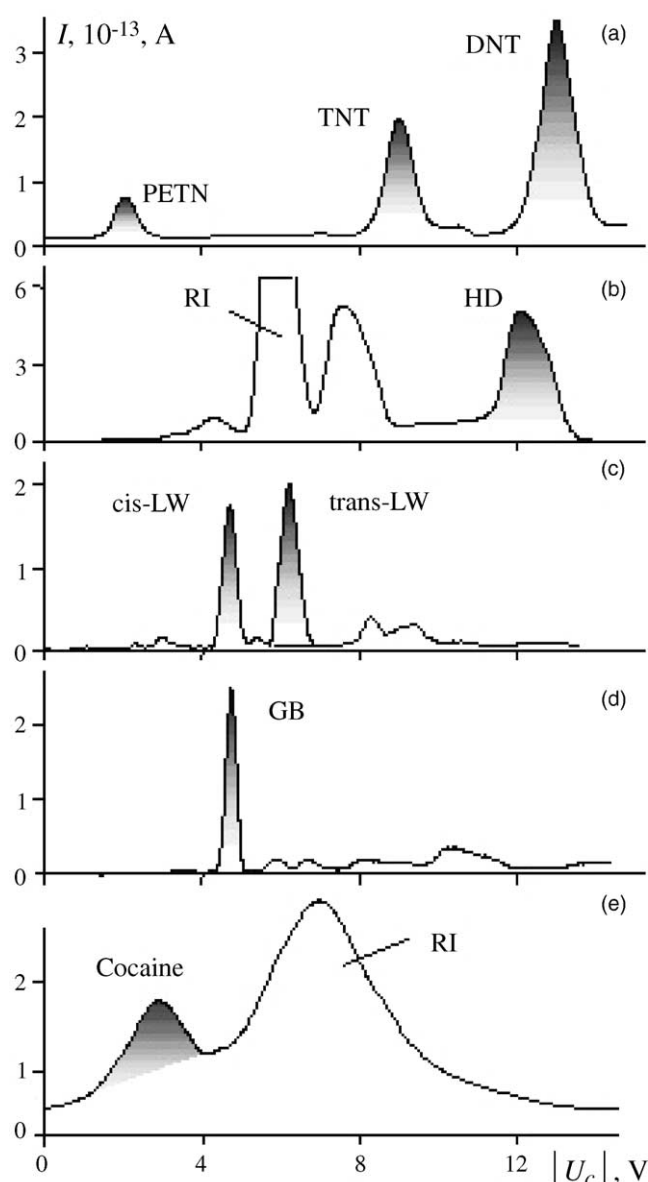 I, 10⁻¹³, A
(a)
DNT
3
TNT
2
PETN
1
0
6
RI
HD
(b)
3
0
2
(c)
cis-LW
trans-LW
1
0
(d)
2
GB
1
0
(e)
RI
Cocaine
2
1
0
0
4
8
12
|U_c|, V